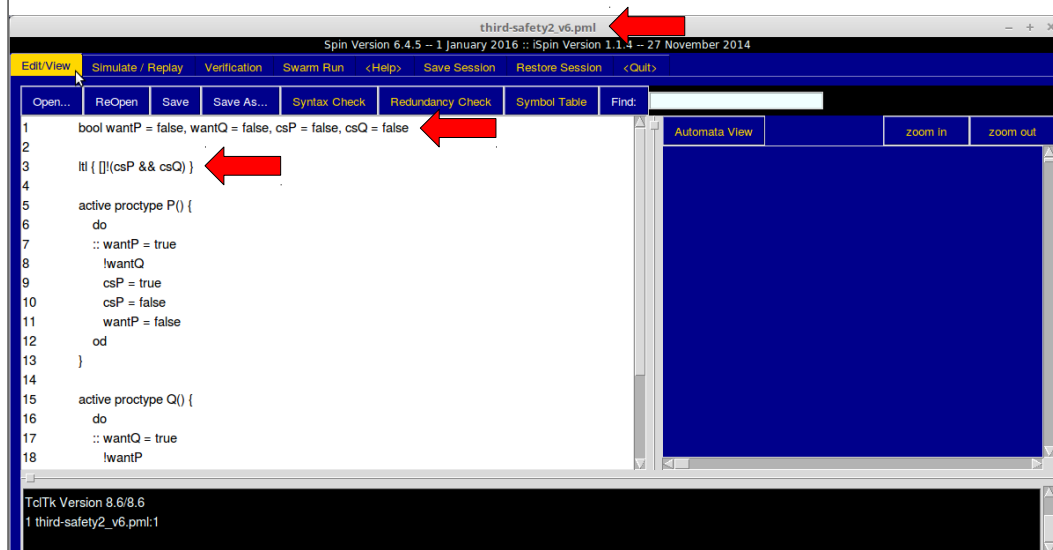 third-safety2_v6.pml
Spin Version 6.4.5 -- 1 January 2016 :: iSpin Version 1.1.4 -- 27 November 2014
Edit/View Simulate / Replay Verification Swarm Run <Help> Save Session Restore Session <Quit>
Open... ReOpen Save Save As... Syntax Check Redundancy Check Symbol Table Find:
Automata View zoom in zoom out
1 bool wantP = false, wantQ = false, csP = false, csQ = false
2
3 ltl { []!(csP && csQ) }
4
5 active proctype P() {
6 do
7 :: wantP = true
8 !wantQ
9 csP = true
10 csP = false
11 wantP = false
12 od
13 }
14
15 active proctype Q() {
16 do
17 :: wantQ = true
18 !wantP
TclTk Version 8.6/8.6
1 third-safety2_v6.pml:1